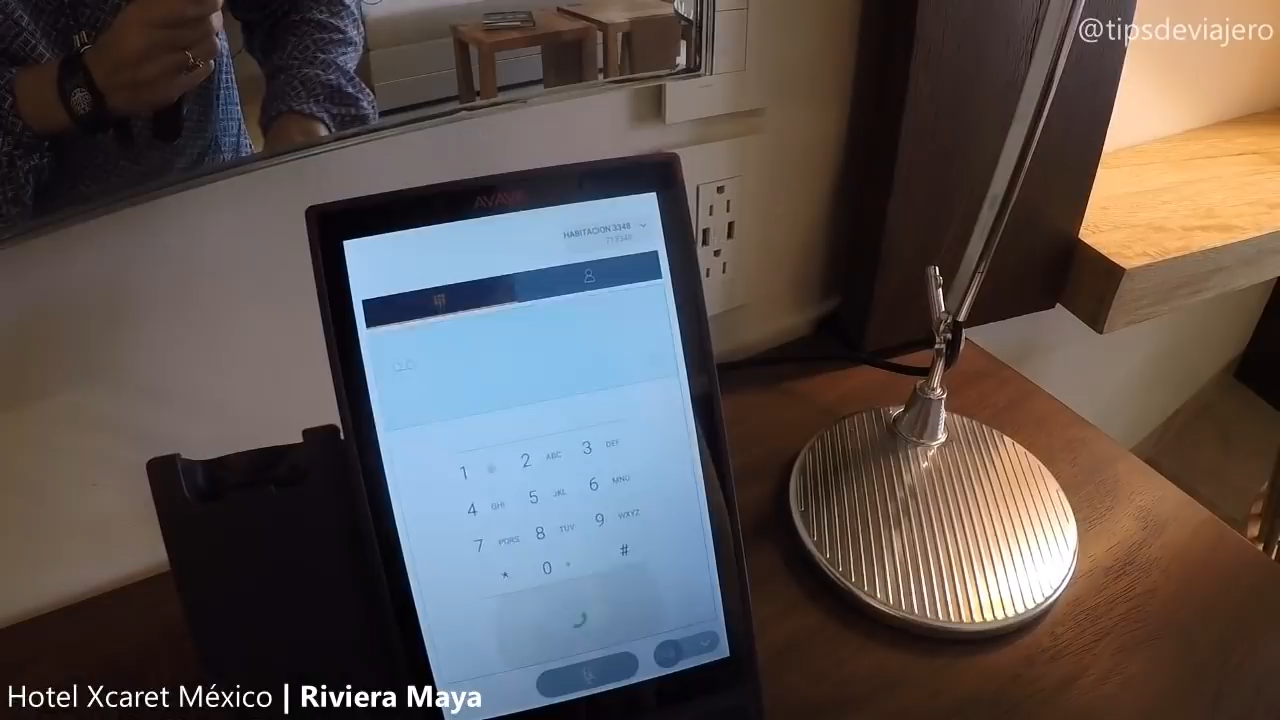 @tipsdeviajero
AVAYA
HABITACION 3348
713348
1
2 ABC
3 DEF
4 GHI
5 JKL
6 MNO
7 PQRS
8 TUV
9 WXYZ
*
0 +
#
Hotel Xcaret México | Riviera Maya